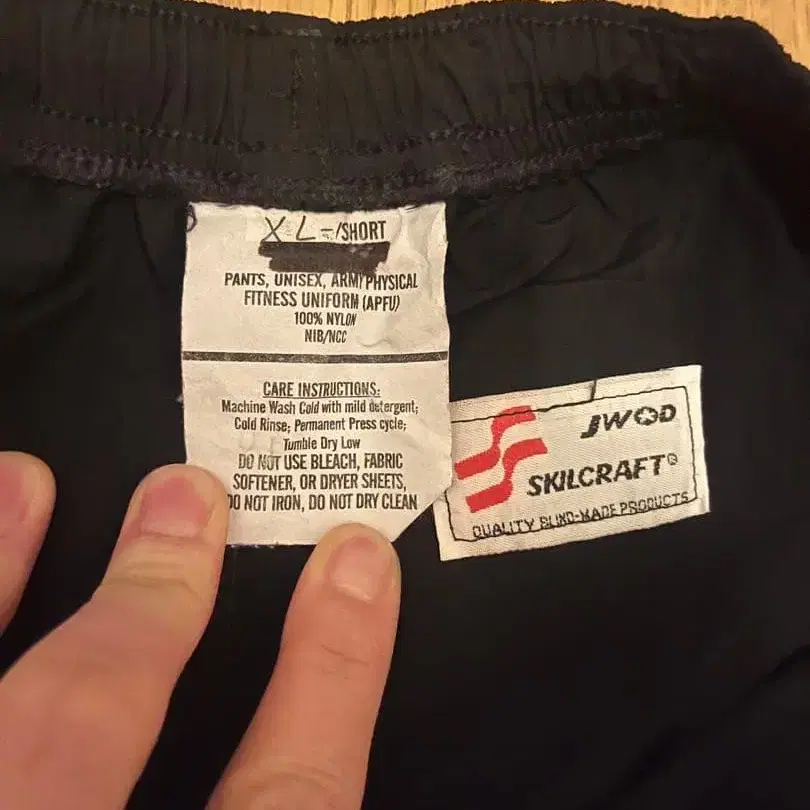 XL-/SHORT
PANTS, UNISEX, ARMY PHYSICAL
FITNESS UNIFORM (APFU)
100% NYLON
NIB/NCC
CARE INSTRUCTIONS:
Machine Wash Cold with mild detergent;
Cold Rinse; Permanent Press cycle;
Tumble Dry Low
DO NOT USE BLEACH, FABRIC
SOFTENER, OR DRYER SHEETS,
DO NOT IRON, DO NOT DRY CLEAN
JWOD
SKILCRAFT®
QUALITY BLIND-MADE PRODUCTS